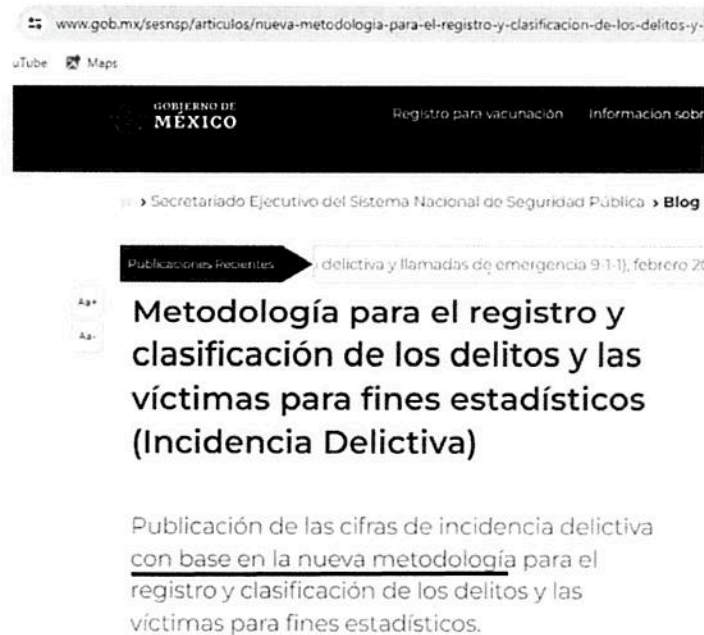 www.gob.mx/sesnsp/articulos/nueva-metodologia-para-el-registro-y-clasificacion-de-los-delitos-y-
uTube Maps
GOBIERNO DE
MÉXICO
Registro para vacunación Informacion sobr
> Secretariado Ejecutivo del Sistema Nacional de Seguridad Pública > Blog
Publicaciones Recientes
delictiva y llamadas de emergencia 9-1-1), febrero 20
Aa+
Aa-
Metodología para el registro y
clasificación de los delitos y las
víctimas para fines estadísticos
(Incidencia Delictiva)
Publicación de las cifras de incidencia delictiva
con base en la nueva metodología para el
registro y clasificación de los delitos y las
víctimas para fines estadísticos.